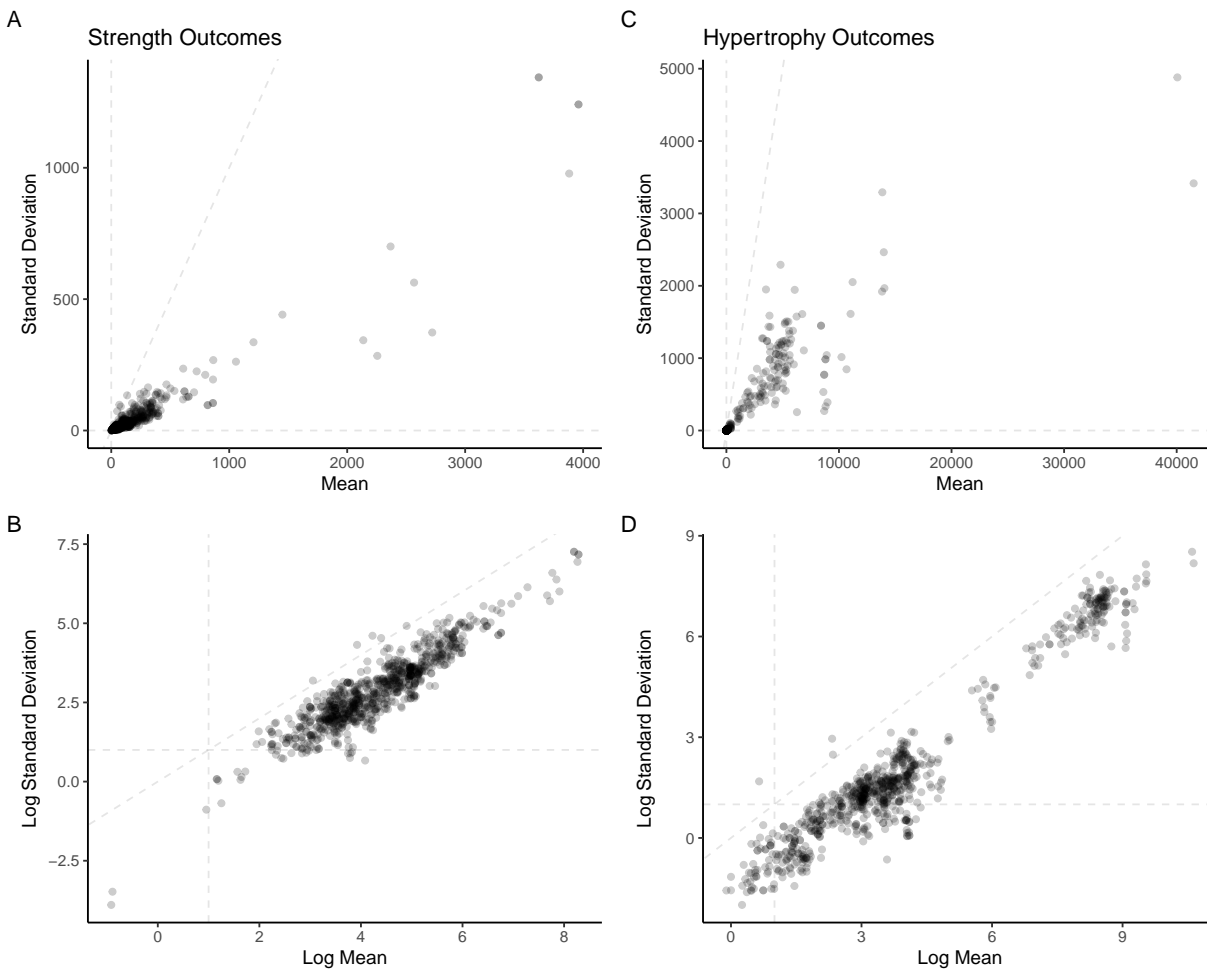 A
Strength Outcomes
1000
500
0
Standard Deviation
0
1000
2000
3000
4000
Mean
C
Hypertrophy Outcomes
5000
4000
3000
2000
1000
0
Standard Deviation
0
10000
20000
30000
40000
Mean
B
7.5
5.0
2.5
0.0
−2.5
Log Standard Deviation
0
2
4
6
8
Log Mean
D
9
6
3
0
Log Standard Deviation
0
3
6
9
Log Mean